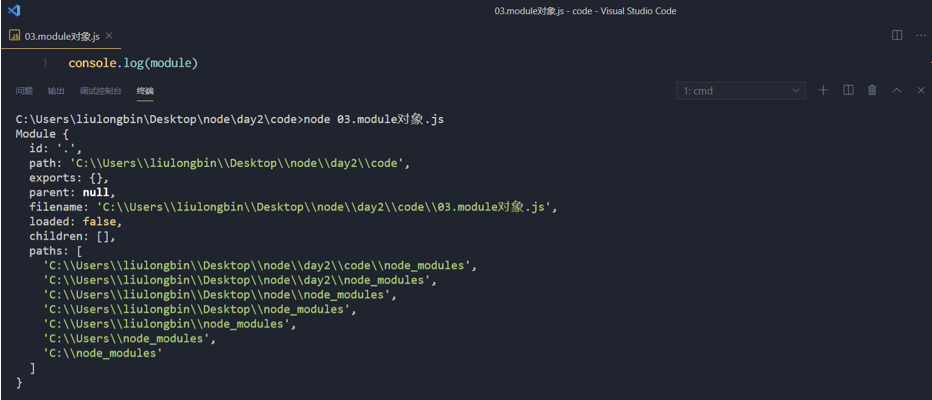 03.module对象.js - code - Visual Studio Code
03.module对象.js
1 console.log(module)
问题 输出 调试控制台 终端 1: cmd
C:\Users\liulongbin\Desktop\node\day2\code>node 03.module对象.js
Module {
  id: '.',
  path: 'C:\\Users\\liulongbin\\Desktop\\node\\day2\\code',
  exports: {},
  parent: null,
  filename: 'C:\\Users\\liulongbin\\Desktop\\node\\day2\\code\\03.module对象.js',
  loaded: false,
  children: [],
  paths: [
    'C:\\Users\\liulongbin\\Desktop\\node\\day2\\code\\node_modules',
    'C:\\Users\\liulongbin\\Desktop\\node\\day2\\node_modules',
    'C:\\Users\\liulongbin\\Desktop\\node\\node_modules',
    'C:\\Users\\liulongbin\\Desktop\\node_modules',
    'C:\\Users\\liulongbin\\node_modules',
    'C:\\Users\\node_modules',
    'C:\\node_modules'
  ]
}